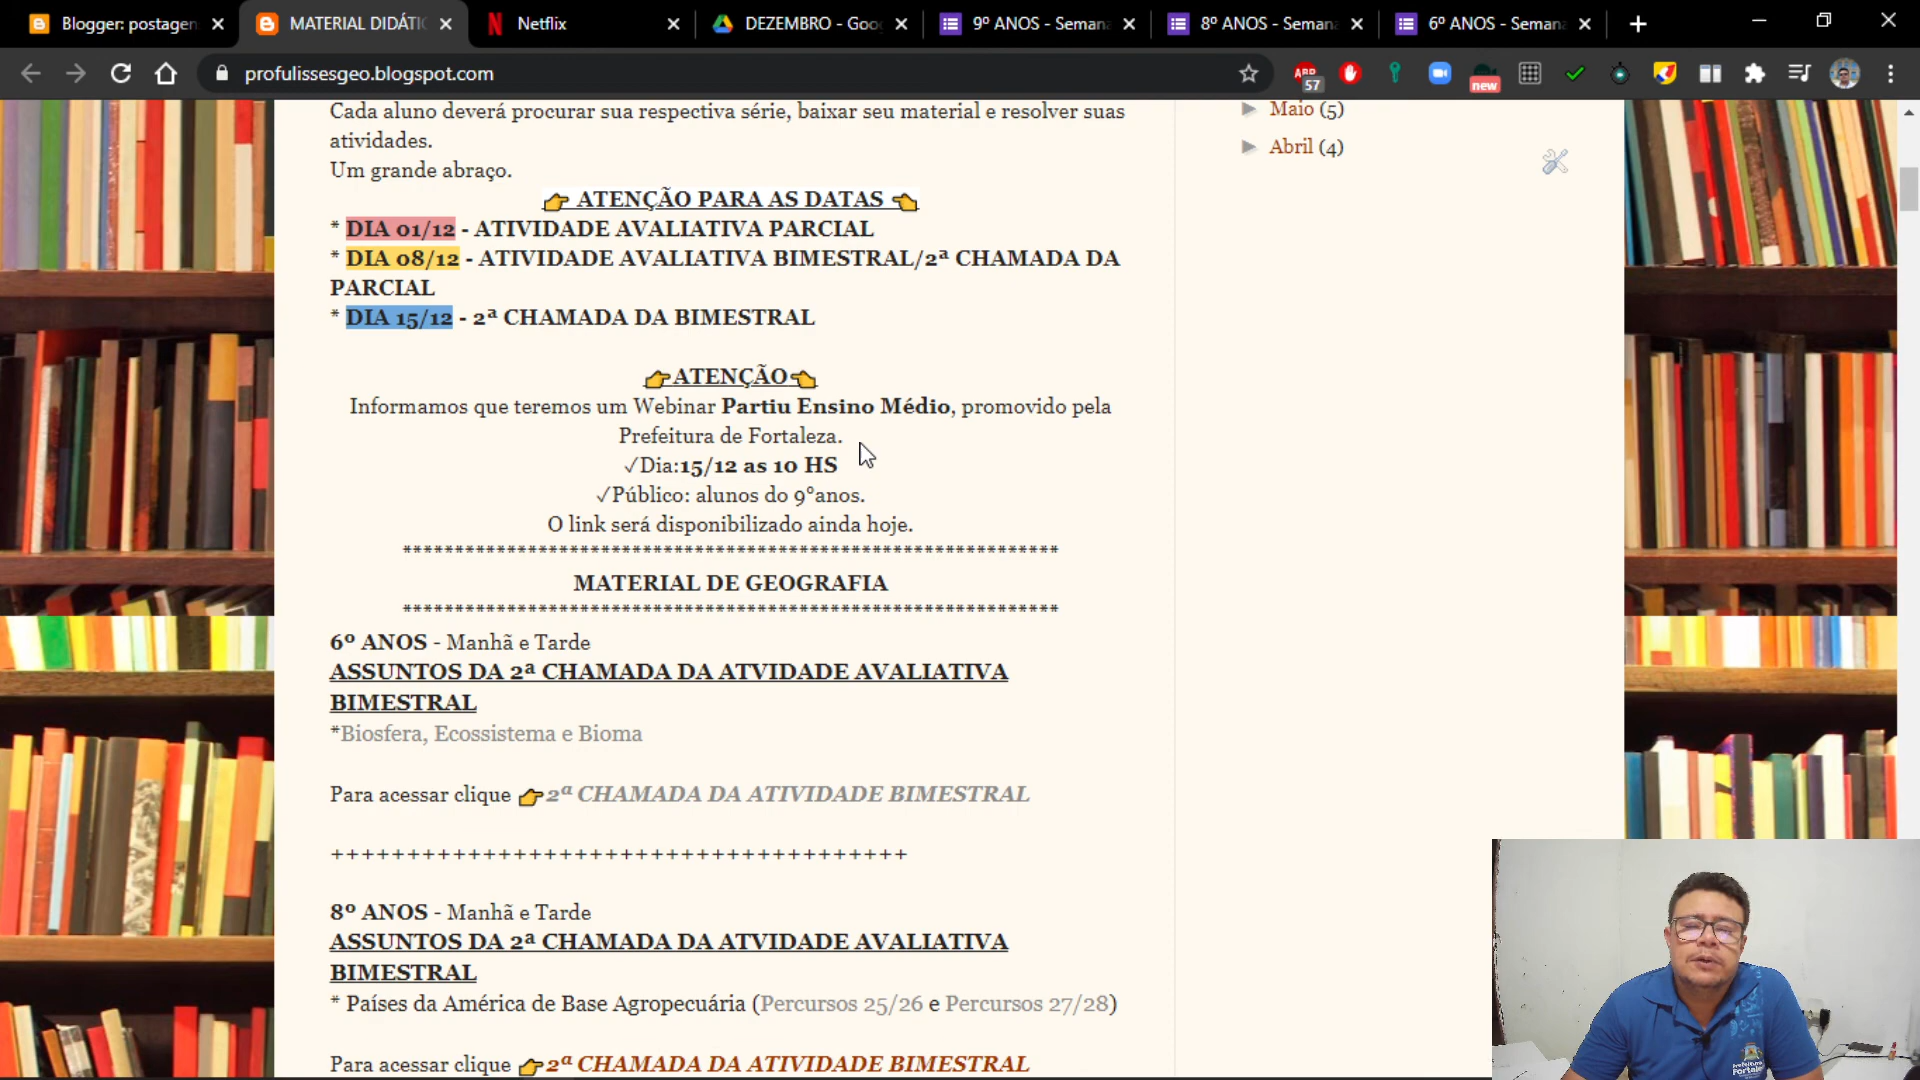 Blogger: postagen
MATERIAL DIDÁTIC
Netflix
DEZEMBRO - Goo
9º ANOS - Seman
8º ANOS - Seman
6º ANOS - Seman
profulissesgeo.blogspot.com
ABP
57
new
Cada aluno deverá procurar sua respectiva série, baixar seu material e resolver suas
atividades.
Um grande abraço.
👉 ATENÇÃO PARA AS DATAS 👈
* DIA 01/12 - ATIVIDADE AVALIATIVA PARCIAL
* DIA 08/12 - ATIVIDADE AVALIATIVA BIMESTRAL/2ª CHAMADA DA
PARCIAL
* DIA 15/12 - 2ª CHAMADA DA BIMESTRAL
👉ATENÇÃO👈
Informamos que teremos um Webinar Partiu Ensino Médio, promovido pela
Prefeitura de Fortaleza.
✓Dia:15/12 as 10 HS
✓Público: alunos do 9°anos.
O link será disponibilizado ainda hoje.
***************************************************************
MATERIAL DE GEOGRAFIA
***************************************************************
6º ANOS - Manhã e Tarde
ASSUNTOS DA 2ª CHAMADA DA ATVIDADE AVALIATIVA
BIMESTRAL
*Biosfera, Ecossistema e Bioma
Para acessar clique 👉2ª CHAMADA DA ATIVIDADE BIMESTRAL
++++++++++++++++++++++++++++++++++++++
8º ANOS - Manhã e Tarde
ASSUNTOS DA 2ª CHAMADA DA ATVIDADE AVALIATIVA
BIMESTRAL
* Países da América de Base Agropecuária (Percursos 25/26 e Percursos 27/28)
Para acessar clique 👉2ª CHAMADA DA ATIVIDADE BIMESTRAL
► Maio (5)
► Abril (4)
Prefeitura
Fortaleza